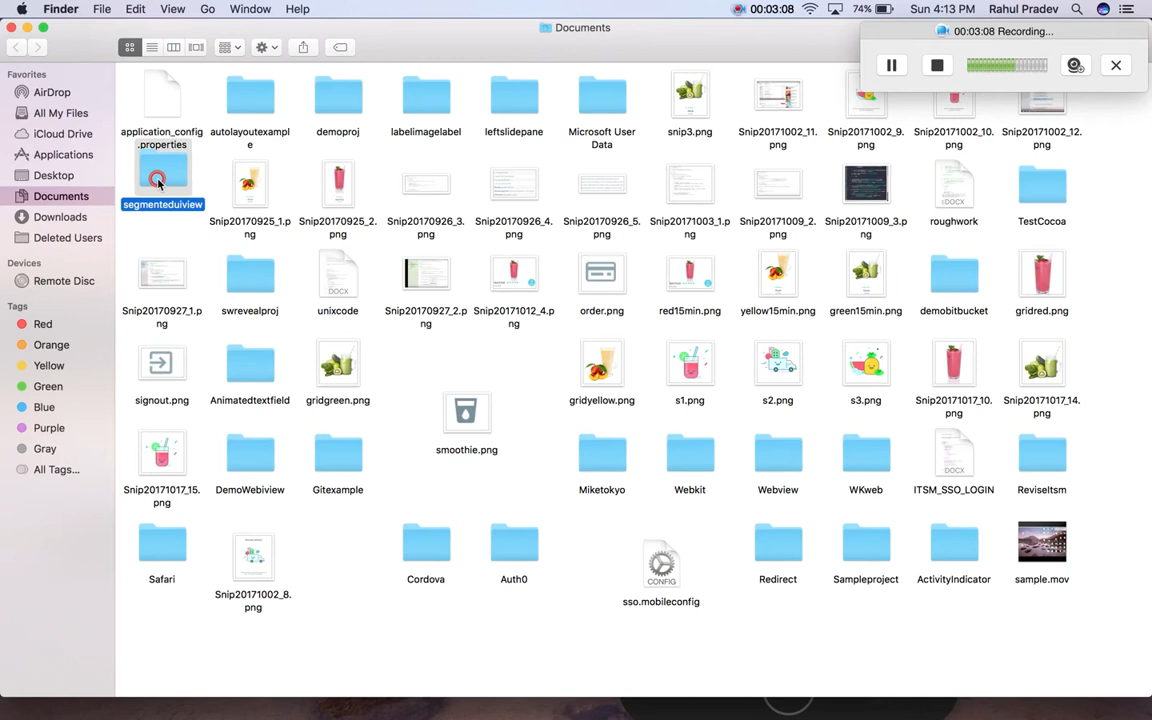 Finder File Edit View Go Window Help 00:03:08 74% Sun 4:13 PM Rahul Pradev
Documents
00:03:08 Recording...
Favorites
AirDrop
All My Files
iCloud Drive
Applications
Desktop
Documents
Downloads
Deleted Users
Devices
Remote Disc
Tags
Red
Orange
Yellow
Green
Blue
Purple
Gray
All Tags...
application_config
.properties
autolayoutexampl
e
demoproj
labelimagelabel
leftslidepane
Microsoft User
Data
snip3.png
Snip20171002_11.
png
Snip20171002_9.
png
Snip20171002_10.
png
Snip20171002_12.
png
segmenteduiview
Snip20170925_1.p
ng
Snip20170925_2.p
ng
Snip20170926_3.
png
Snip20170926_4.
png
Snip20170926_5.
png
Snip20171003_1.p
ng
Snip20171009_2.
png
Snip20171009_3.p
ng
DOCX
roughwork
TestCocoa
Snip20170927_1.p
ng
swrevealproj
DOCX
unixcode
Snip20170927_2.p
ng
Snip20171012_4.p
ng
order.png
red15min.png
yellow15min.png
green15min.png
demobitbucket
gridred.png
signout.png
Animatedtextfield
gridgreen.png
smoothie.png
gridyellow.png
s1.png
s2.png
s3.png
Snip20171017_10.
png
Snip20171017_14.
png
Snip20171017_15.
png
DemoWebiview
Gitexample
Miketokyo
Webkit
Webview
WKweb
DOCX
ITSM_SSO_LOGIN
ReviseItsm
Safari
Snip20171002_8.
png
Cordova
Auth0
CONFIG
sso.mobileconfig
Redirect
Sampleproject
ActivityIndicator
sample.mov